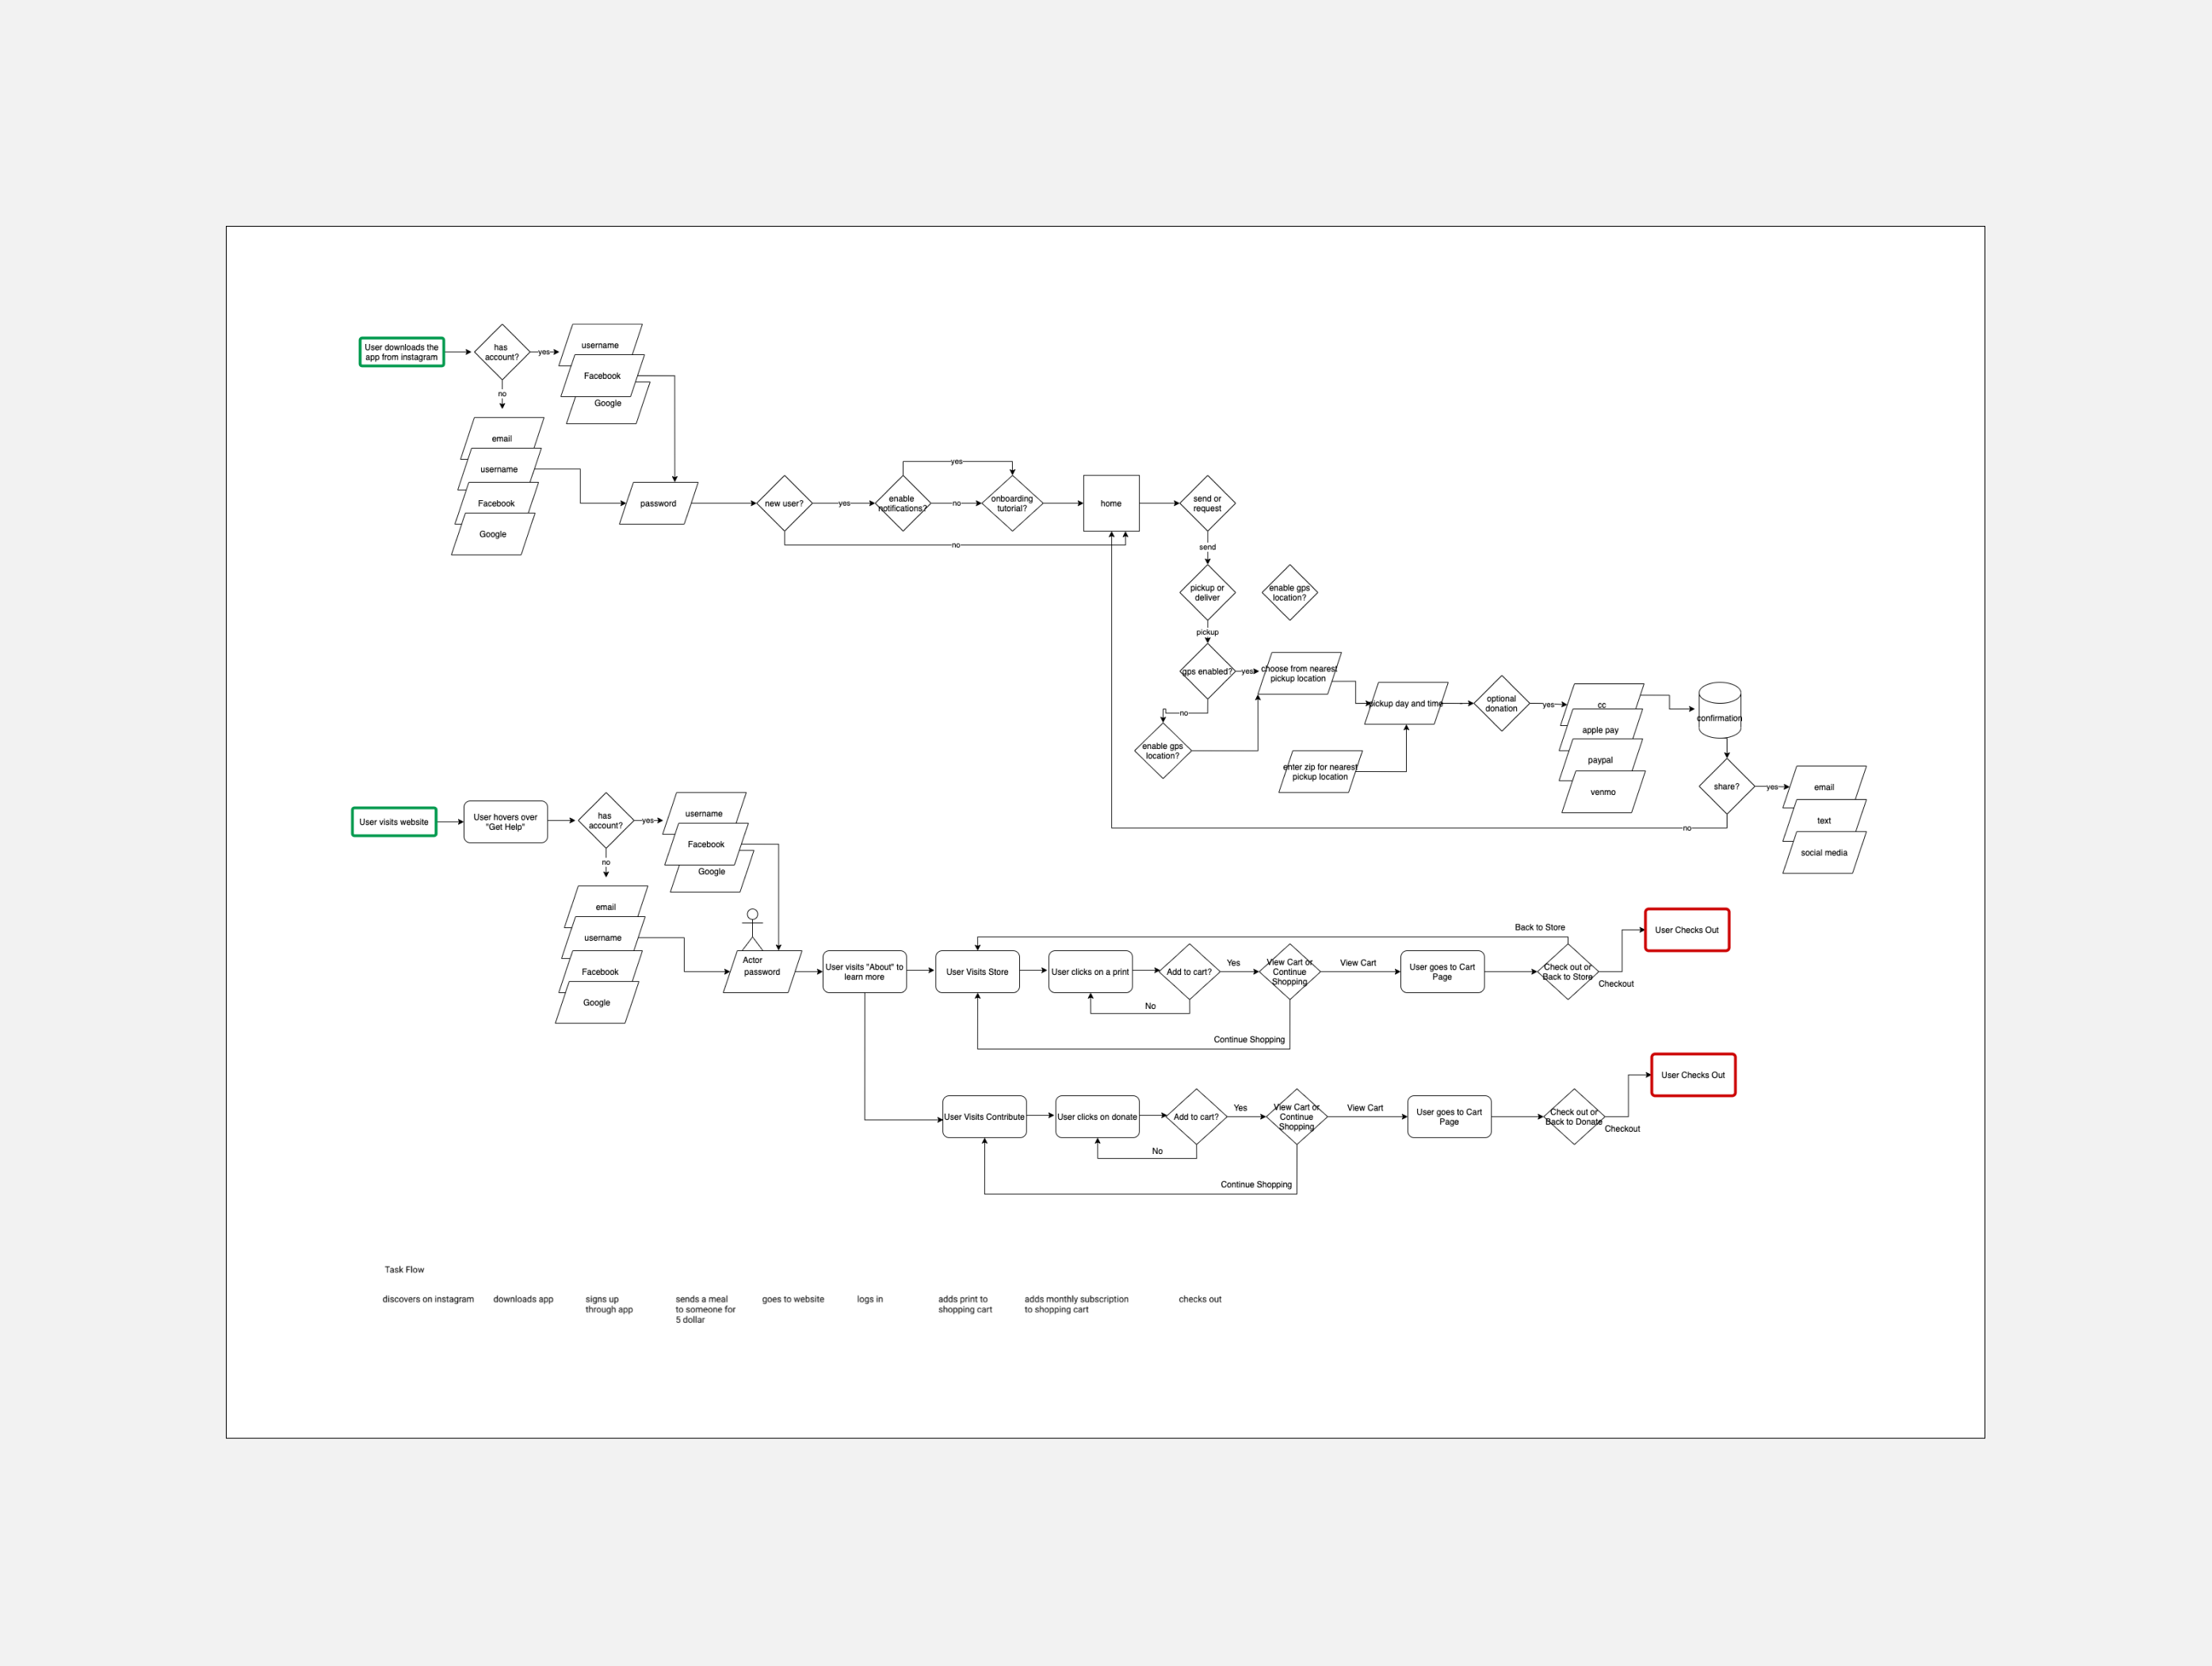 User downloads the
app from instagram
has
account?
yes
no
username
Facebook
Google
email
username
Facebook
Google
password
new user?
yes
no
enable
notifications?
yes
no
onboarding
tutorial?
home
send or
request
send
pickup or
deliver
enable gps
location?
pickup
gps enabled?
yes
no
choose from nearest
pickup location
enable gps
location?
pickup day and time
enter zip for nearest
pickup location
optional
donation
yes
cc
apple pay
paypal
venmo
confirmation
share?
yes
no
email
text
social media
User visits website
User hovers over
"Get Help"
has
account?
yes
no
username
Facebook
Google
email
username
Facebook
Google
Actor
password
User visits "About" to
learn more
User Visits Store
User clicks on a print
Add to cart?
Yes
No
View Cart or
Continue
Shopping
View Cart
Continue Shopping
User goes to Cart
Page
Check out or
Back to Store
Back to Store
Checkout
User Checks Out
User Visits Contribute
User clicks on donate
Add to cart?
Yes
No
View Cart or
Continue
Shopping
View Cart
Continue Shopping
User goes to Cart
Page
Check out or
Back to Donate
Checkout
User Checks Out
Task Flow
discovers on instagram
downloads app
signs up
through app
sends a meal
to someone for
5 dollar
goes to website
logs in
adds print to
shopping cart
adds monthly subscription
to shopping cart
checks out